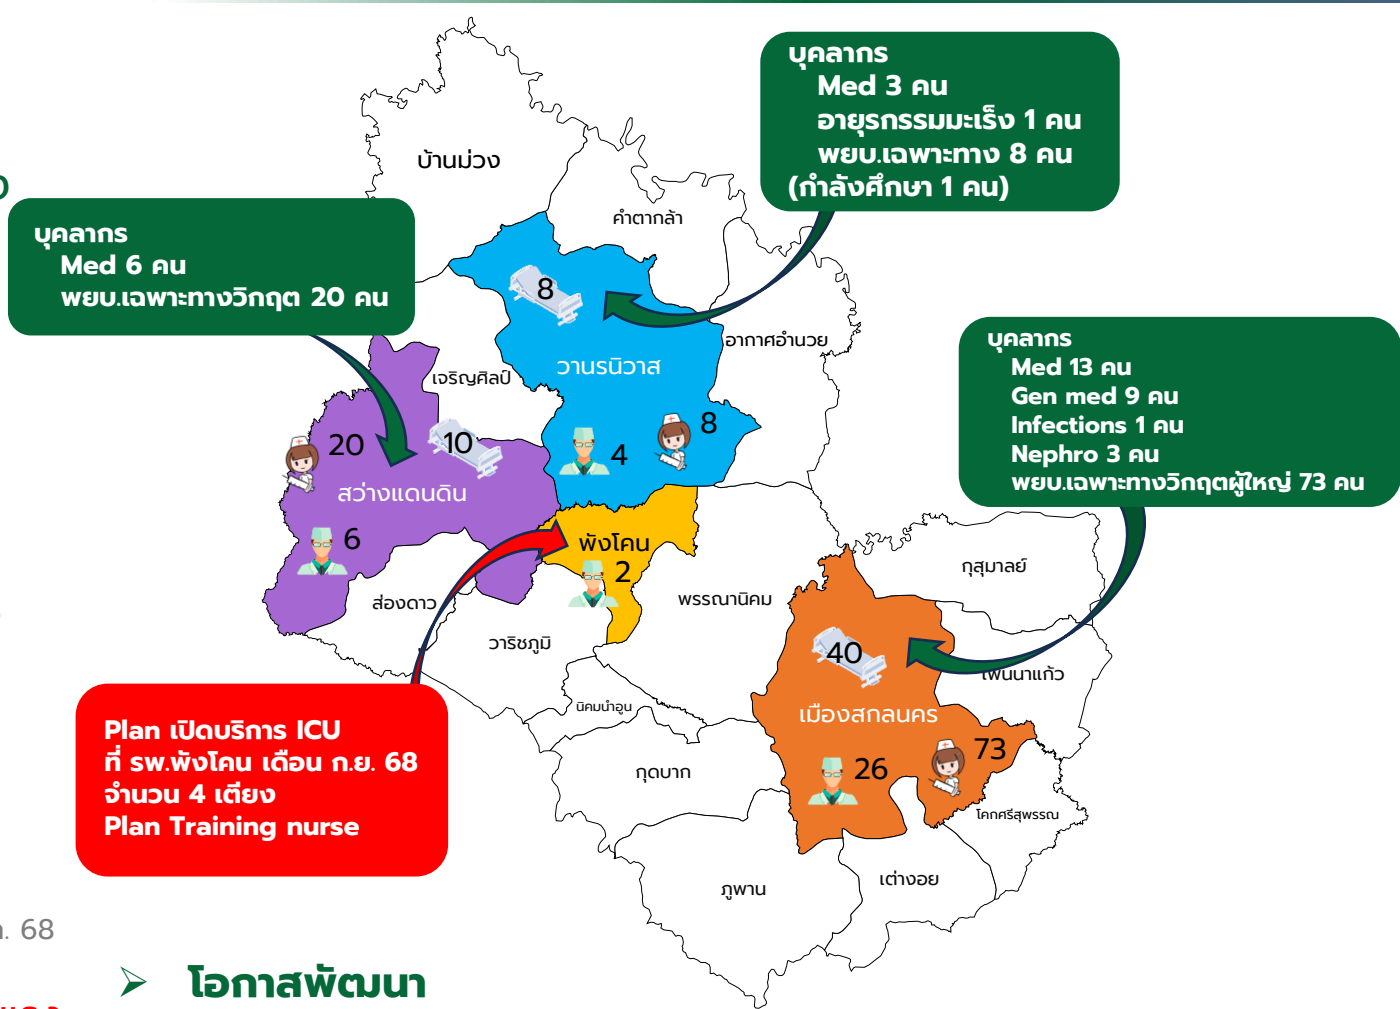 บุคลากร
Med 3 คน
อายุรกรรมมะเร็ง 1 คน
พยบ.เฉพาะทาง 8 คน
(กำลังศึกษา 1 คน)
บุคลากร
Med 6 คน
พยบ.เฉพาะทางวิกฤต 20 คน
บุคลากร
Med 13 คน
Gen med 9 คน
Infections 1 คน
Nephro 3 คน
พยบ.เฉพาะทางวิกฤตผู้ใหญ่ 73 คน
บ้านม่วง
คำตากล้า
8
อากาศอำนวย
วานรนิวาส
เจริญศิลป์
8
4
20
10
สว่างแดนดิน
6
พังโคน
2
ส่องดาว
พรรณานิคม
กุสุมาลย์
วาริชภูมิ
40
โพนนาแก้ว
นิคมน้ำอูน
เมืองสกลนคร
กุดบาก
26
73
โคกศรีสุพรรณ
ภูพาน
เต่างอย
Plan เปิดบริการ ICU
ที่ รพ.พังโคน เดือน ก.ย. 68
จำนวน 4 เตียง
Plan Training nurse
68
➢ โอกาสพัฒนา